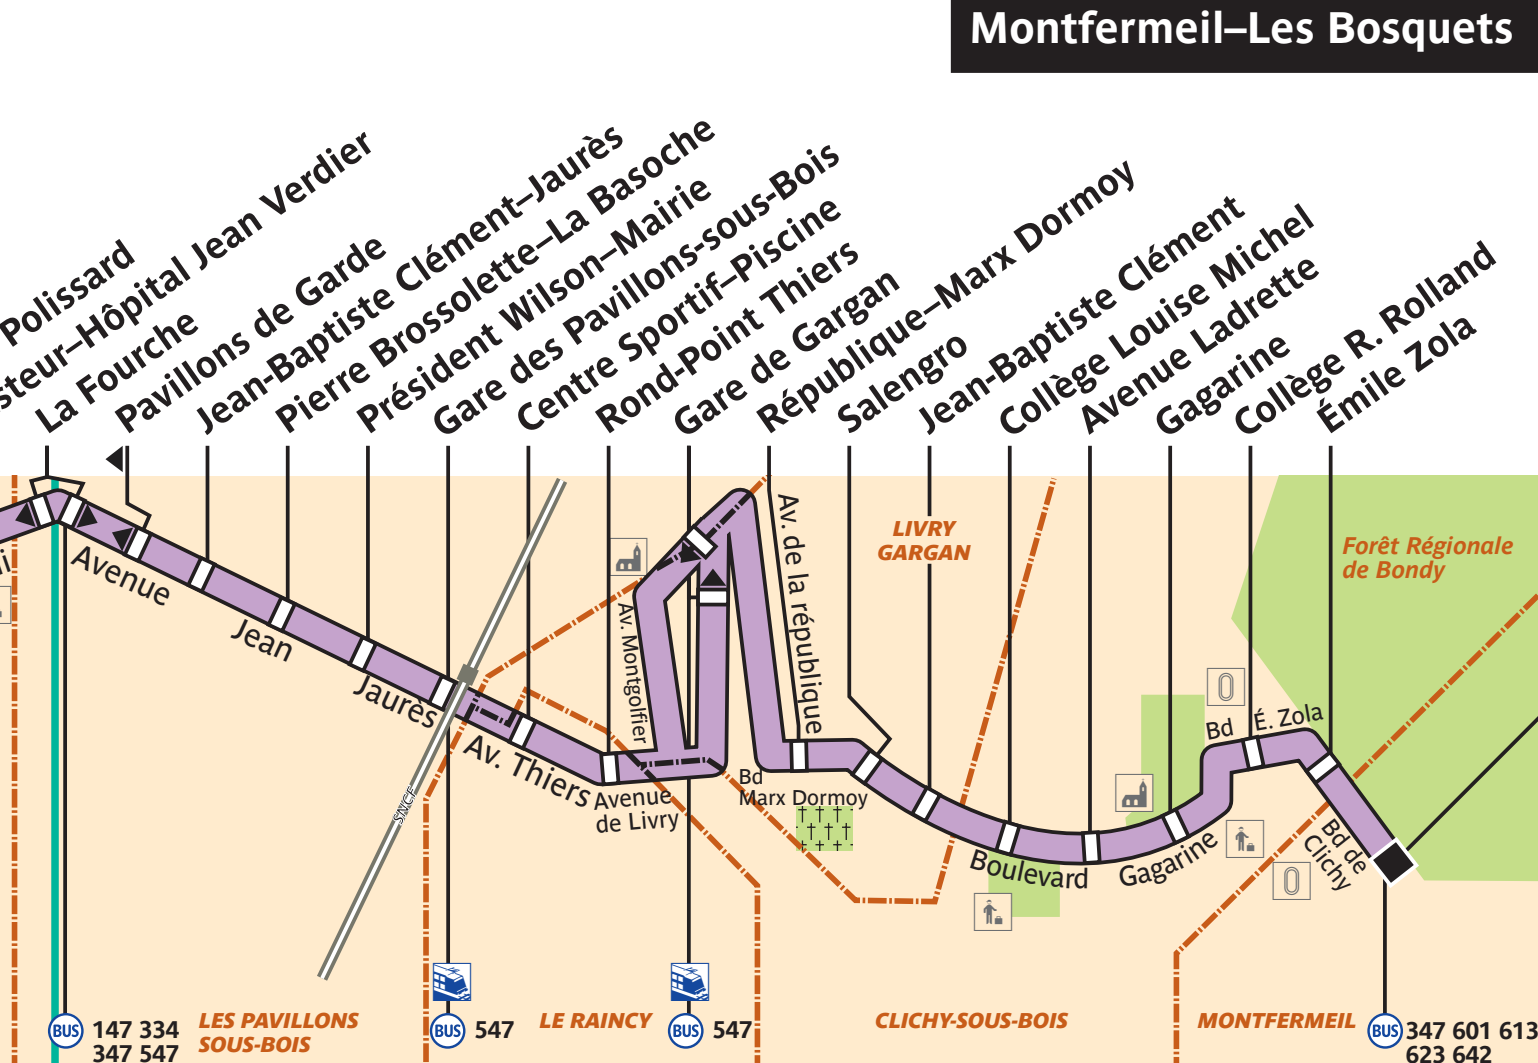 Montfermeil–Les Bosquets
Polissard
steur–Hôpital Jean Verdier
La Fourche
Pavillons de Garde
Jean-Baptiste Clément–Jaurès
Pierre Brossolette–La Basoche
Président Wilson–Mairie
Gare des Pavillons-sous-Bois
Centre Sportif–Piscine
Rond-Point Thiers
Gare de Gargan
République–Marx Dormoy
Salengro
Jean-Baptiste Clément
Collège Louise Michel
Avenue Ladrette
Gagarine
Collège R. Rolland
Émile Zola
Avenue
Jean
Jaurès
SNCF
Av. Thiers
Avenue
de Livry
Av. Montgolfier
Av. de la république
Bd
Marx Dormoy
LIVRY
GARGAN
Boulevard
Gagarine
Bd É. Zola
Bd de
Clichy
Forêt Régionale
de Bondy
BUS 147 334
347 547
LES PAVILLONS
SOUS-BOIS
BUS 547
LE RAINCY
BUS 547
CLICHY-SOUS-BOIS
MONTFERMEIL
BUS 347 601 613
623 642